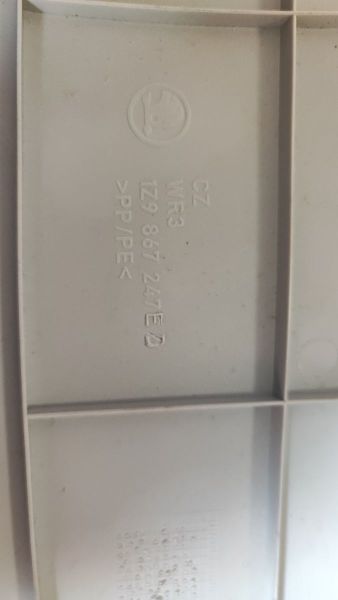 CZ
WR3
1Z9 867 247E
>PP/PE<